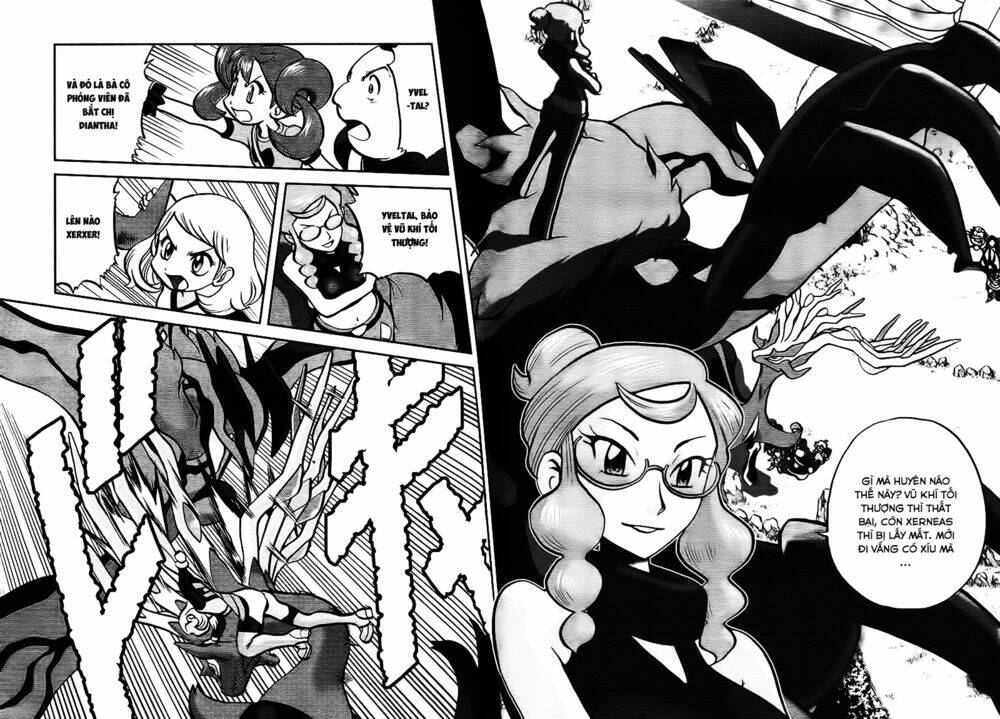 GÌ MÀ HUYÊN NÁO
THẾ NÀY? VŨ KHÍ TỐI
THƯỢNG THÌ THẤT
BẠI, CÒN XERNEAS
THÌ BỊ LẤY MẤT. MỚI
ĐI VẮNG CÓ XÍU MÀ
...
YVEL
-TAL?
VÀ ĐÓ LÀ BÀ CÔ
PHÓNG VIÊN ĐÃ
BẮT CHỊ
DIANTHA!
YVELTAL, BẢO
VỆ VŨ KHÍ TỐI
THƯỢNG!
LÊN NÀO
XERXER!